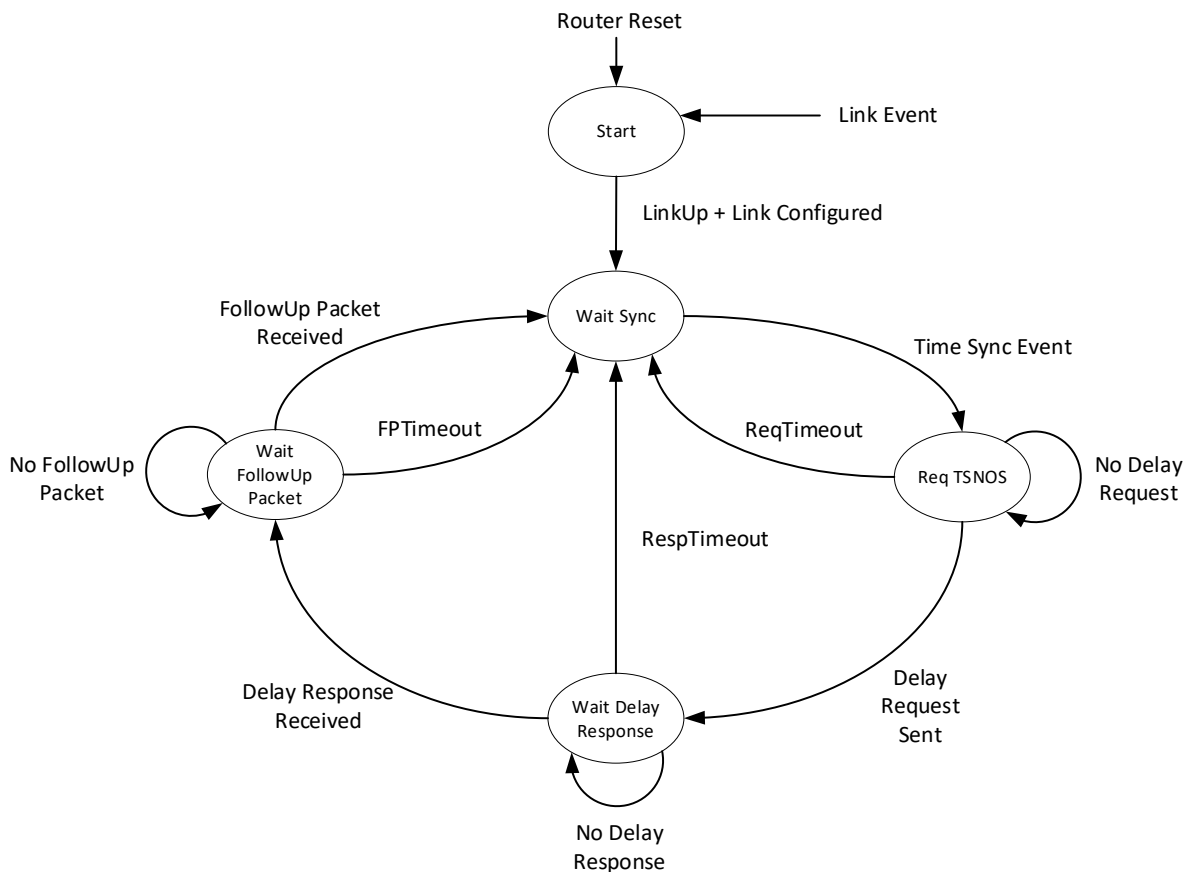 Router Reset
Start
Link Event
LinkUp + Link Configured
FollowUp Packet
Received
Wait Sync
Time Sync Event
FPTimeout
ReqTimeout
No FollowUp
Packet
Wait
FollowUp
Packet
Req TSNOS
No Delay
Request
RespTimeout
Delay Response
Received
Wait Delay
Response
Delay
Request
Sent
No Delay
Response